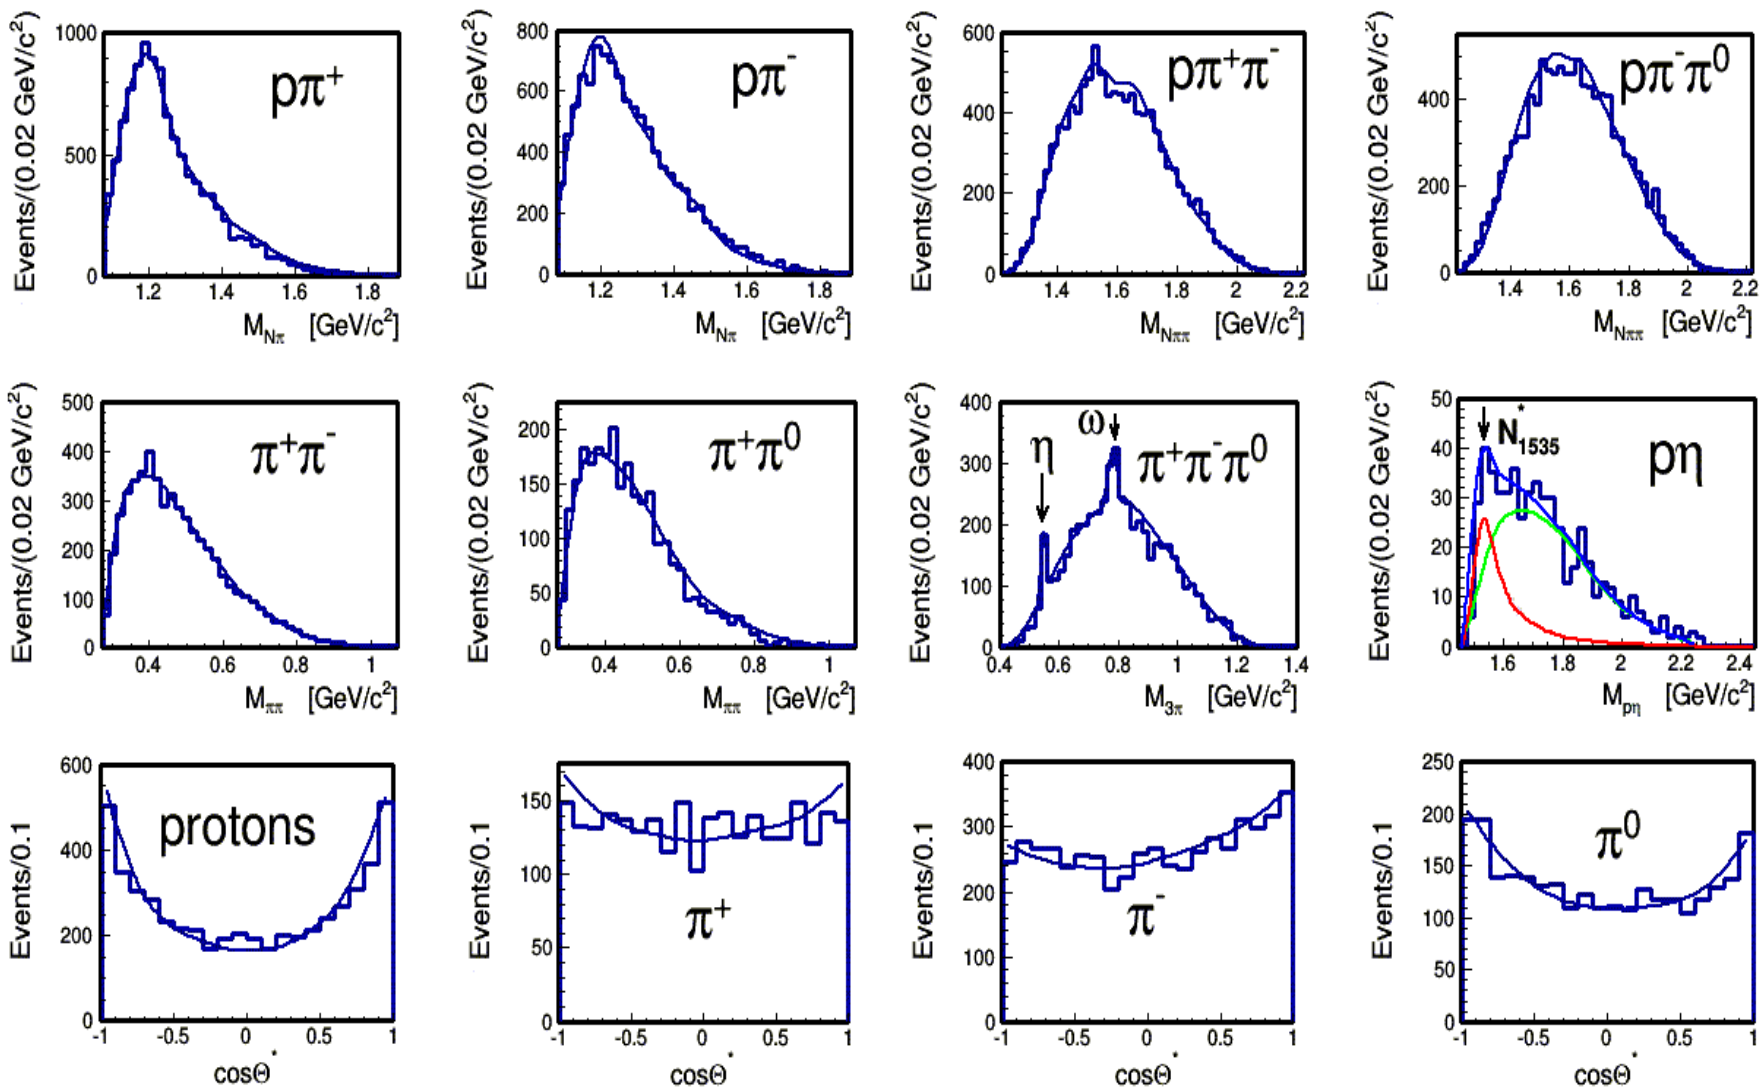 Events/(0.02 GeV/c²)
1000
500
0
pπ⁺
1.2 1.4 1.6 1.8
M_Nπ [GeV/c²]
Events/(0.02 GeV/c²)
800
600
400
200
0
pπ⁻
1.2 1.4 1.6 1.8
M_Nπ [GeV/c²]
Events/(0.02 GeV/c²)
600
400
200
0
pπ⁺π⁻
1.4 1.6 1.8 2 2.2
M_Nππ [GeV/c²]
Events/(0.02 GeV/c²)
400
200
0
pπ⁻π⁰
1.4 1.6 1.8 2 2.2
M_Nππ [GeV/c²]
Events/(0.02 GeV/c²)
500
400
300
200
100
0
π⁺π⁻
0.4 0.6 0.8 1
M_ππ [GeV/c²]
Events/(0.02 GeV/c²)
200
150
100
50
0
π⁺π⁰
0.4 0.6 0.8 1
M_ππ [GeV/c²]
Events/(0.02 GeV/c²)
400
300
200
100
0
η
ω
π⁺π⁻π⁰
0.4 0.6 0.8 1 1.2 1.4
M_3π [GeV/c²]
Events/(0.02 GeV/c²)
50
40
30
20
10
0
N*_1535
pη
1.6 1.8 2 2.2 2.4
M_pη [GeV/c²]
Events/0.1
600
400
200
0
protons
-1 -0.5 0 0.5 1
cosΘ*
Events/0.1
150
100
50
0
π⁺
-1 -0.5 0 0.5 1
cosΘ*
Events/0.1
400
300
200
100
0
π⁻
-1 -0.5 0 0.5 1
cosΘ*
Events/0.1
250
200
150
100
50
0
π⁰
-1 -0.5 0 0.5 1
cosΘ*